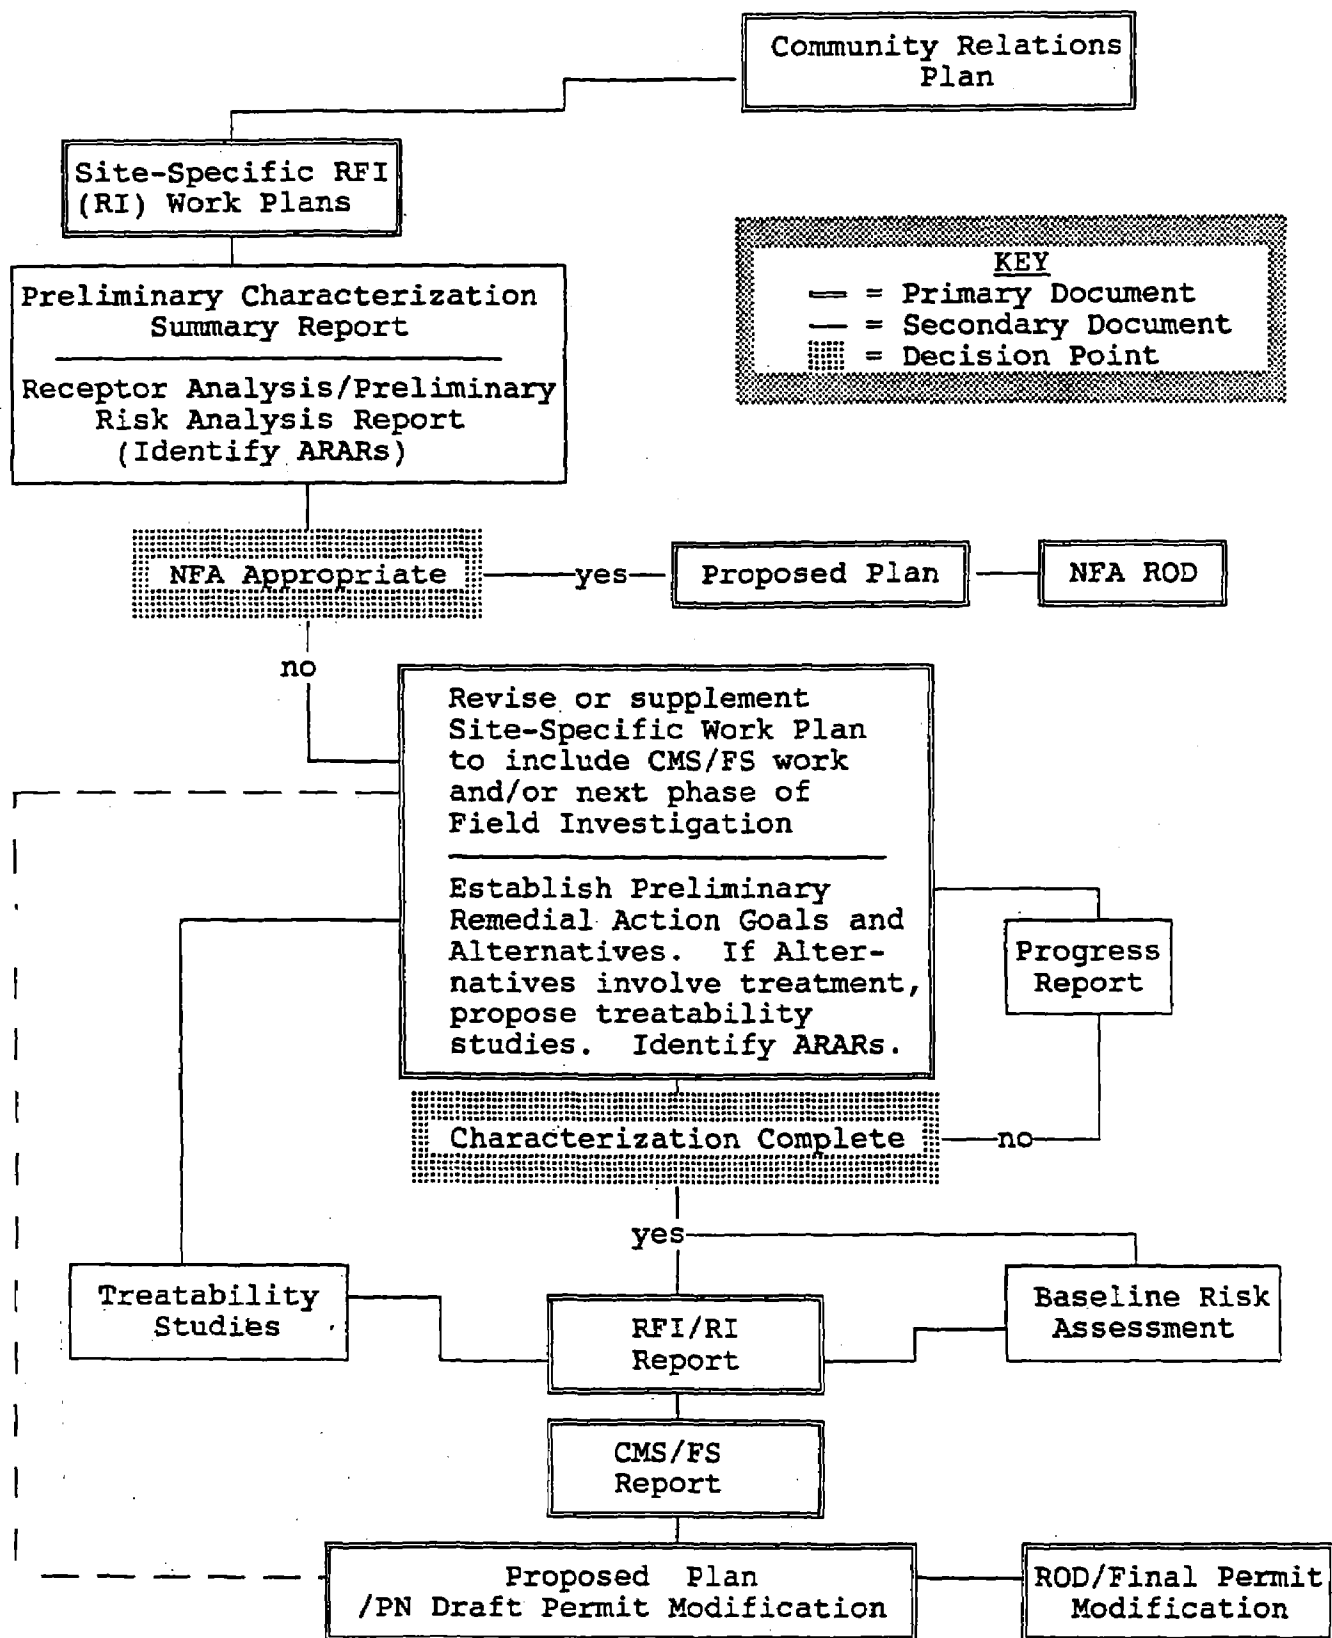 Community Relations
Plan
Site-Specific RFI
(RI) Work Plans
KEY
= Primary Document
= Secondary Document
= Decision Point
Preliminary Characterization
Summary Report
Receptor Analysis/Preliminary
Risk Analysis Report
(Identify ARARs)
NFA Appropriate
yes
Proposed Plan
NFA ROD
no
Revise or supplement
Site-Specific Work Plan
to include CMS/FS work
and/or next phase of
Field Investigation
Establish Preliminary
Remedial Action Goals and
Alternatives. If Alter-
natives involve treatment,
propose treatability
studies. Identify ARARs.
Progress
Report
Characterization Complete
no
yes
Treatability
Studies
RFI/RI
Report
Baseline Risk
Assessment
CMS/FS
Report
Proposed Plan
/PN Draft Permit Modification
ROD/Final Permit
Modification